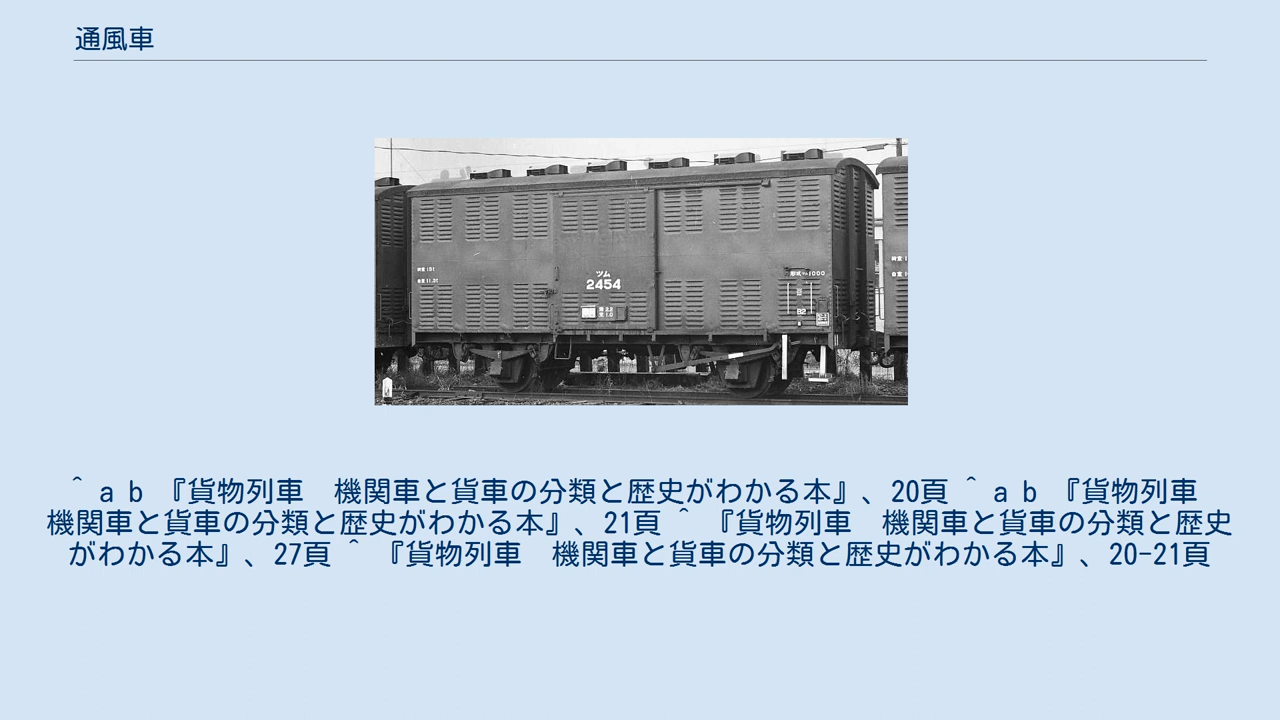 通風車
ツム
2454
^ a b 『貨物列車　機関車と貨車の分類と歴史がわかる本』、20頁 ^ a b 『貨物列車
機関車と貨車の分類と歴史がわかる本』、21頁 ^ 『貨物列車　機関車と貨車の分類と歴史
がわかる本』、27頁 ^ 『貨物列車　機関車と貨車の分類と歴史がわかる本』、20-21頁